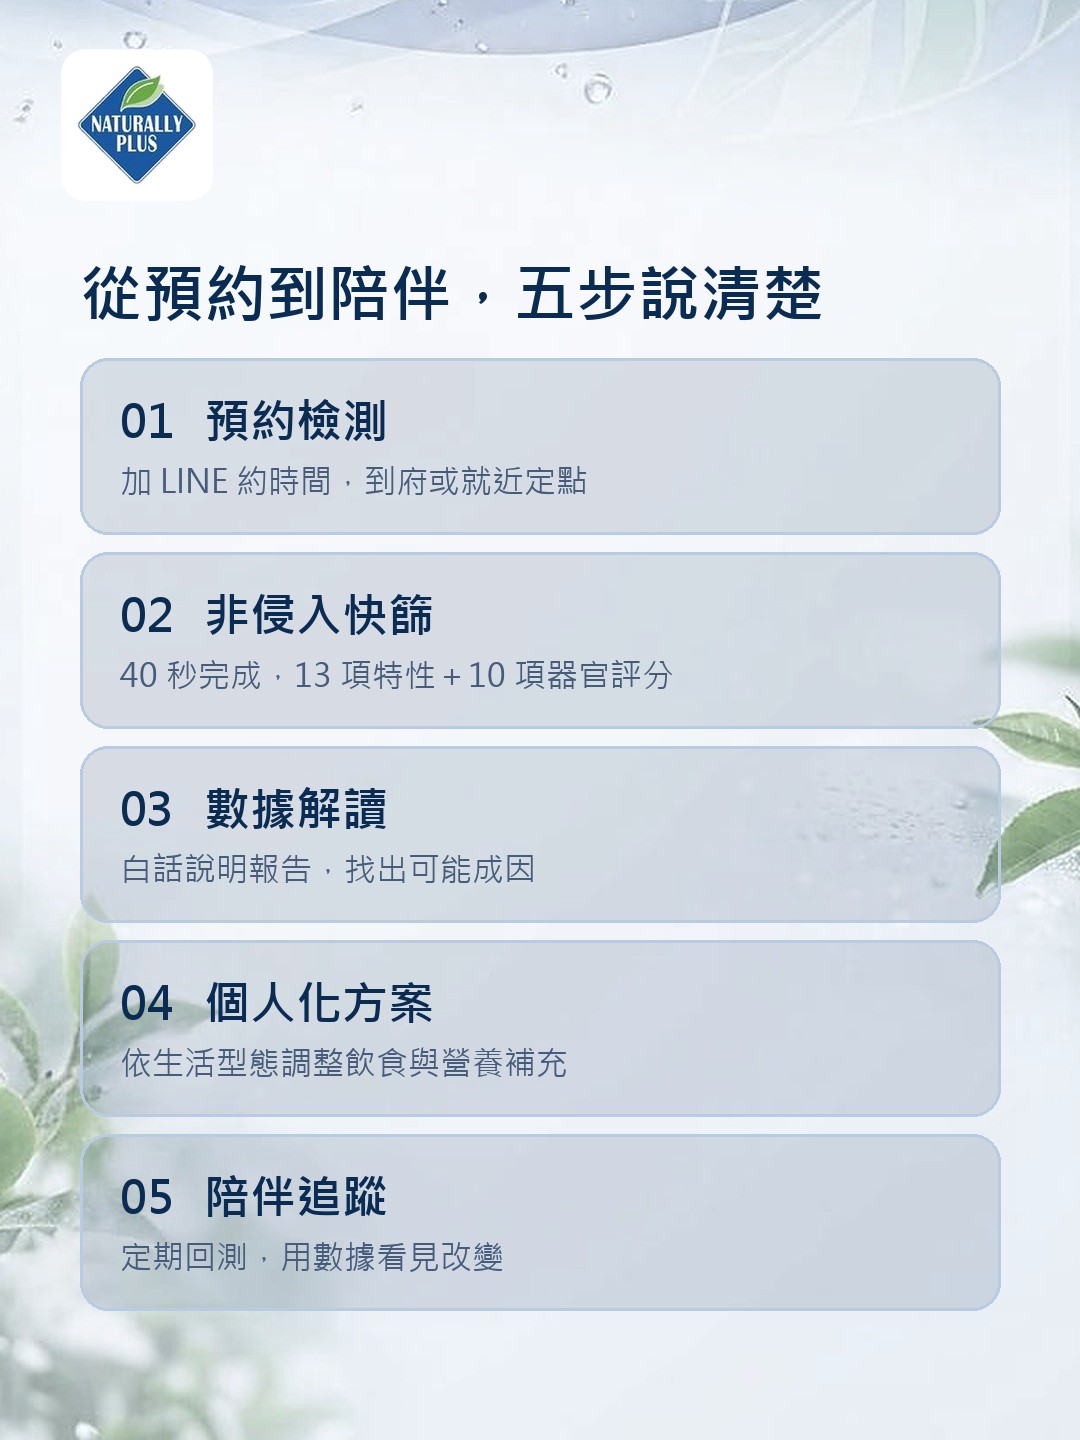 NATURALLY
PLUS
從預約到陪伴，五步說清楚
01 預約檢測
加 LINE 約時間，到府或就近定點
02 非侵入快篩
40 秒完成，13 項特性＋10 項器官評分
03 數據解讀
白話說明報告，找出可能成因
04 個人化方案
依生活型態調整飲食與營養補充
05 陪伴追蹤
定期回測，用數據看見改變